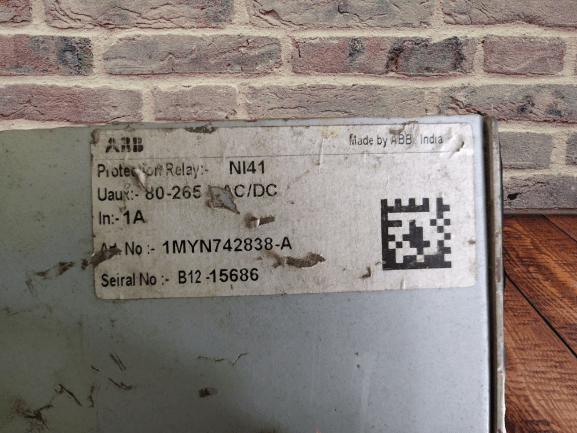 ABB Made by ABB, India
Protection Relay:- NI41
Uaux:- 80-265 AC/DC
In:- 1A
No :- 1MYN742838-A
Seiral No :- B12-15686